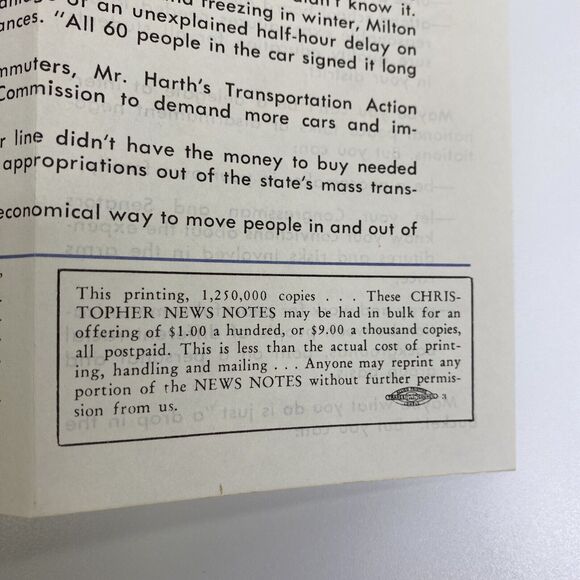 know it.
freezing in winter, Milton
of an unexplained half-hour delay on
"All 60 people in the car signed it long
Mr. Harth's Transportation Action
Commission to demand more cars and im-
line didn't have the money to buy needed
appropriations out of the state's mass trans-
economical way to move people in and out of
This printing, 1,250,000 copies . . . These CHRIS-
TOPHER NEWS NOTES may be had in bulk for an
offering of $1.00 a hundred, or $9.00 a thousand copies,
all postpaid. This is less than the actual cost of print-
ing, handling and mailing . . . Anyone may reprint any
portion of the NEWS NOTES without further permis-
sion from us.
3